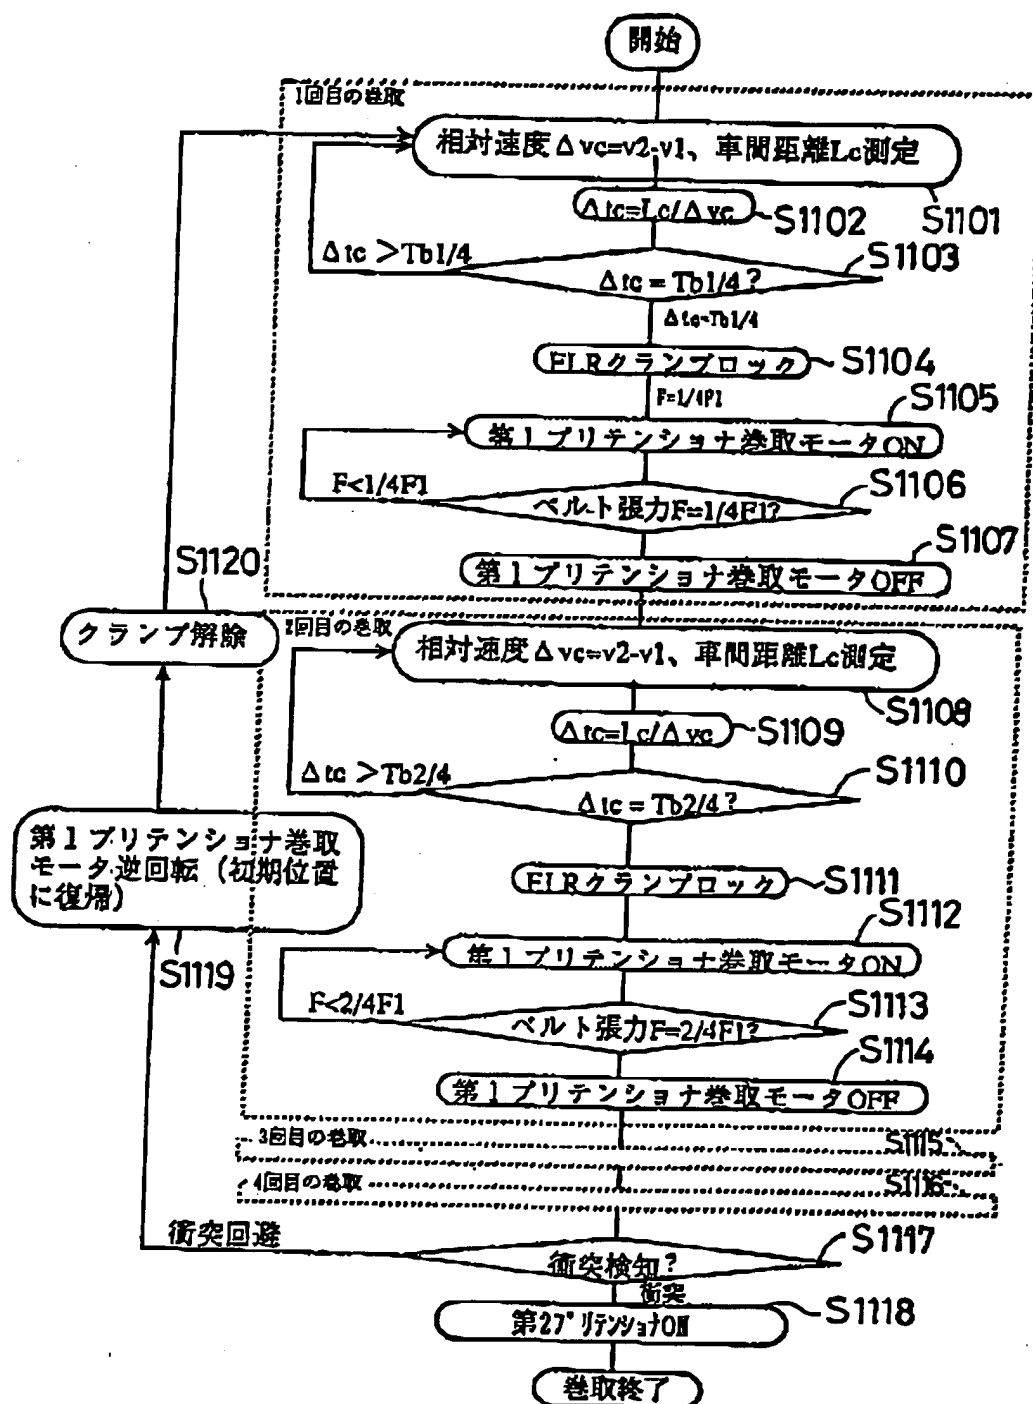 開始
1回目の巻取
相対速度Δvc=v2-v1、車間距離Lc測定
S1101
Δtc=Lc/Δvc
S1102
Δtc>Tb1/4
Δtc=Tb1/4?
S1103
Δtc=Tb1/4
ELRクランプロック
S1104
F=1/4F1
S1105
第1プリテンショナ巻取モータON
F<1/4F1
ベルト張力F=1/4F1?
S1106
S1107
第1プリテンショナ巻取モータOFF
S1120
クランプ解除
2回目の巻取
相対速度Δvc=v2-v1、車間距離Lc測定
S1108
Δtc=Lc/Δvc
S1109
Δtc>Tb2/4
Δtc=Tb2/4?
S1110
第1プリテンショナ巻取
モータ逆回転(初期位置
に復帰)
S1119
ELRクランプロック
S1111
S1112
第1プリテンショナ巻取モータON
F<2/4F1
ベルト張力F=2/4F1?
S1113
S1114
第1プリテンショナ巻取モータOFF
3回目の巻取
S1115
4回目の巻取
S1116
衝突回避
衝突検知?
S1117
衝突
第2プリテンショナON
S1118
巻取終了